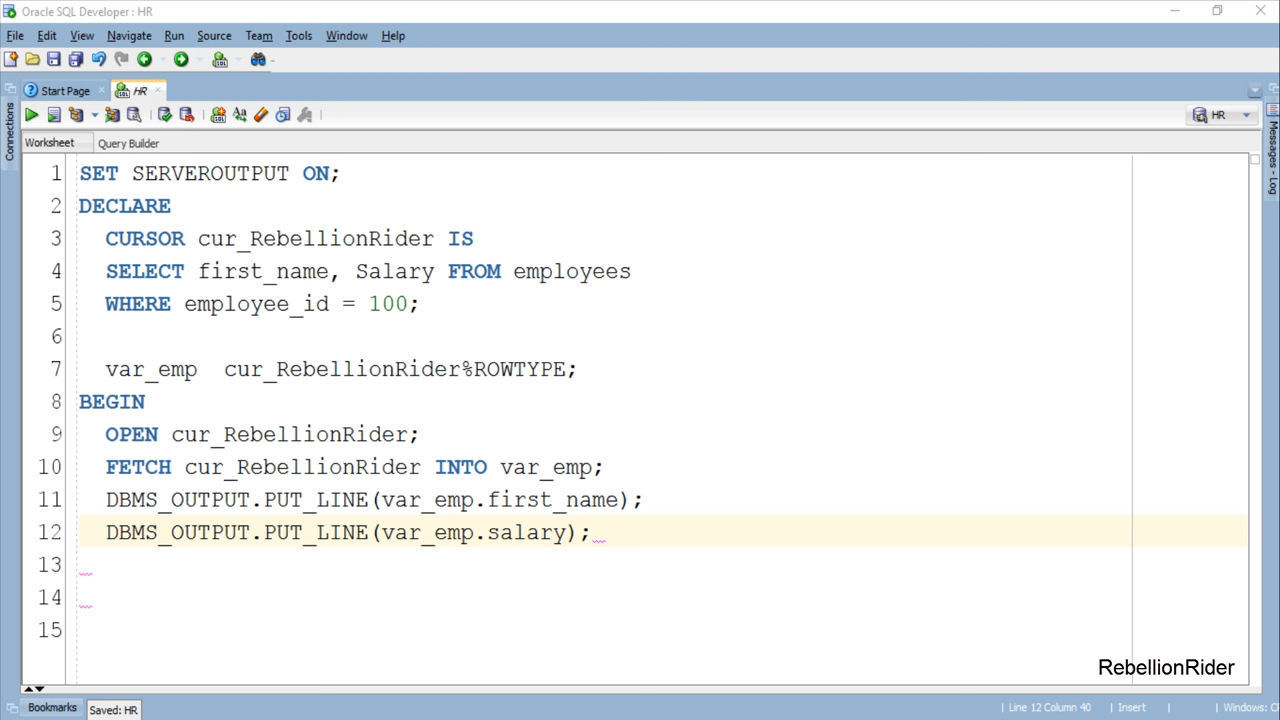 Oracle SQL Developer : HR
File Edit View Navigate Run Source Team Tools Window Help
Start Page HR
HR
Worksheet Query Builder
Connections
Messages - Log
1 SET SERVEROUTPUT ON;
2 DECLARE
3 CURSOR cur_RebellionRider IS
4 SELECT first_name, Salary FROM employees
5 WHERE employee_id = 100;
6
7 var_emp cur_RebellionRider%ROWTYPE;
8 BEGIN
9 OPEN cur_RebellionRider;
10 FETCH cur_RebellionRider INTO var_emp;
11 DBMS_OUTPUT.PUT_LINE(var_emp.first_name);
12 DBMS_OUTPUT.PUT_LINE(var_emp.salary);
13
14
15
RebellionRider
Bookmarks Saved: HR Line 12 Column 40 Insert Windows: C